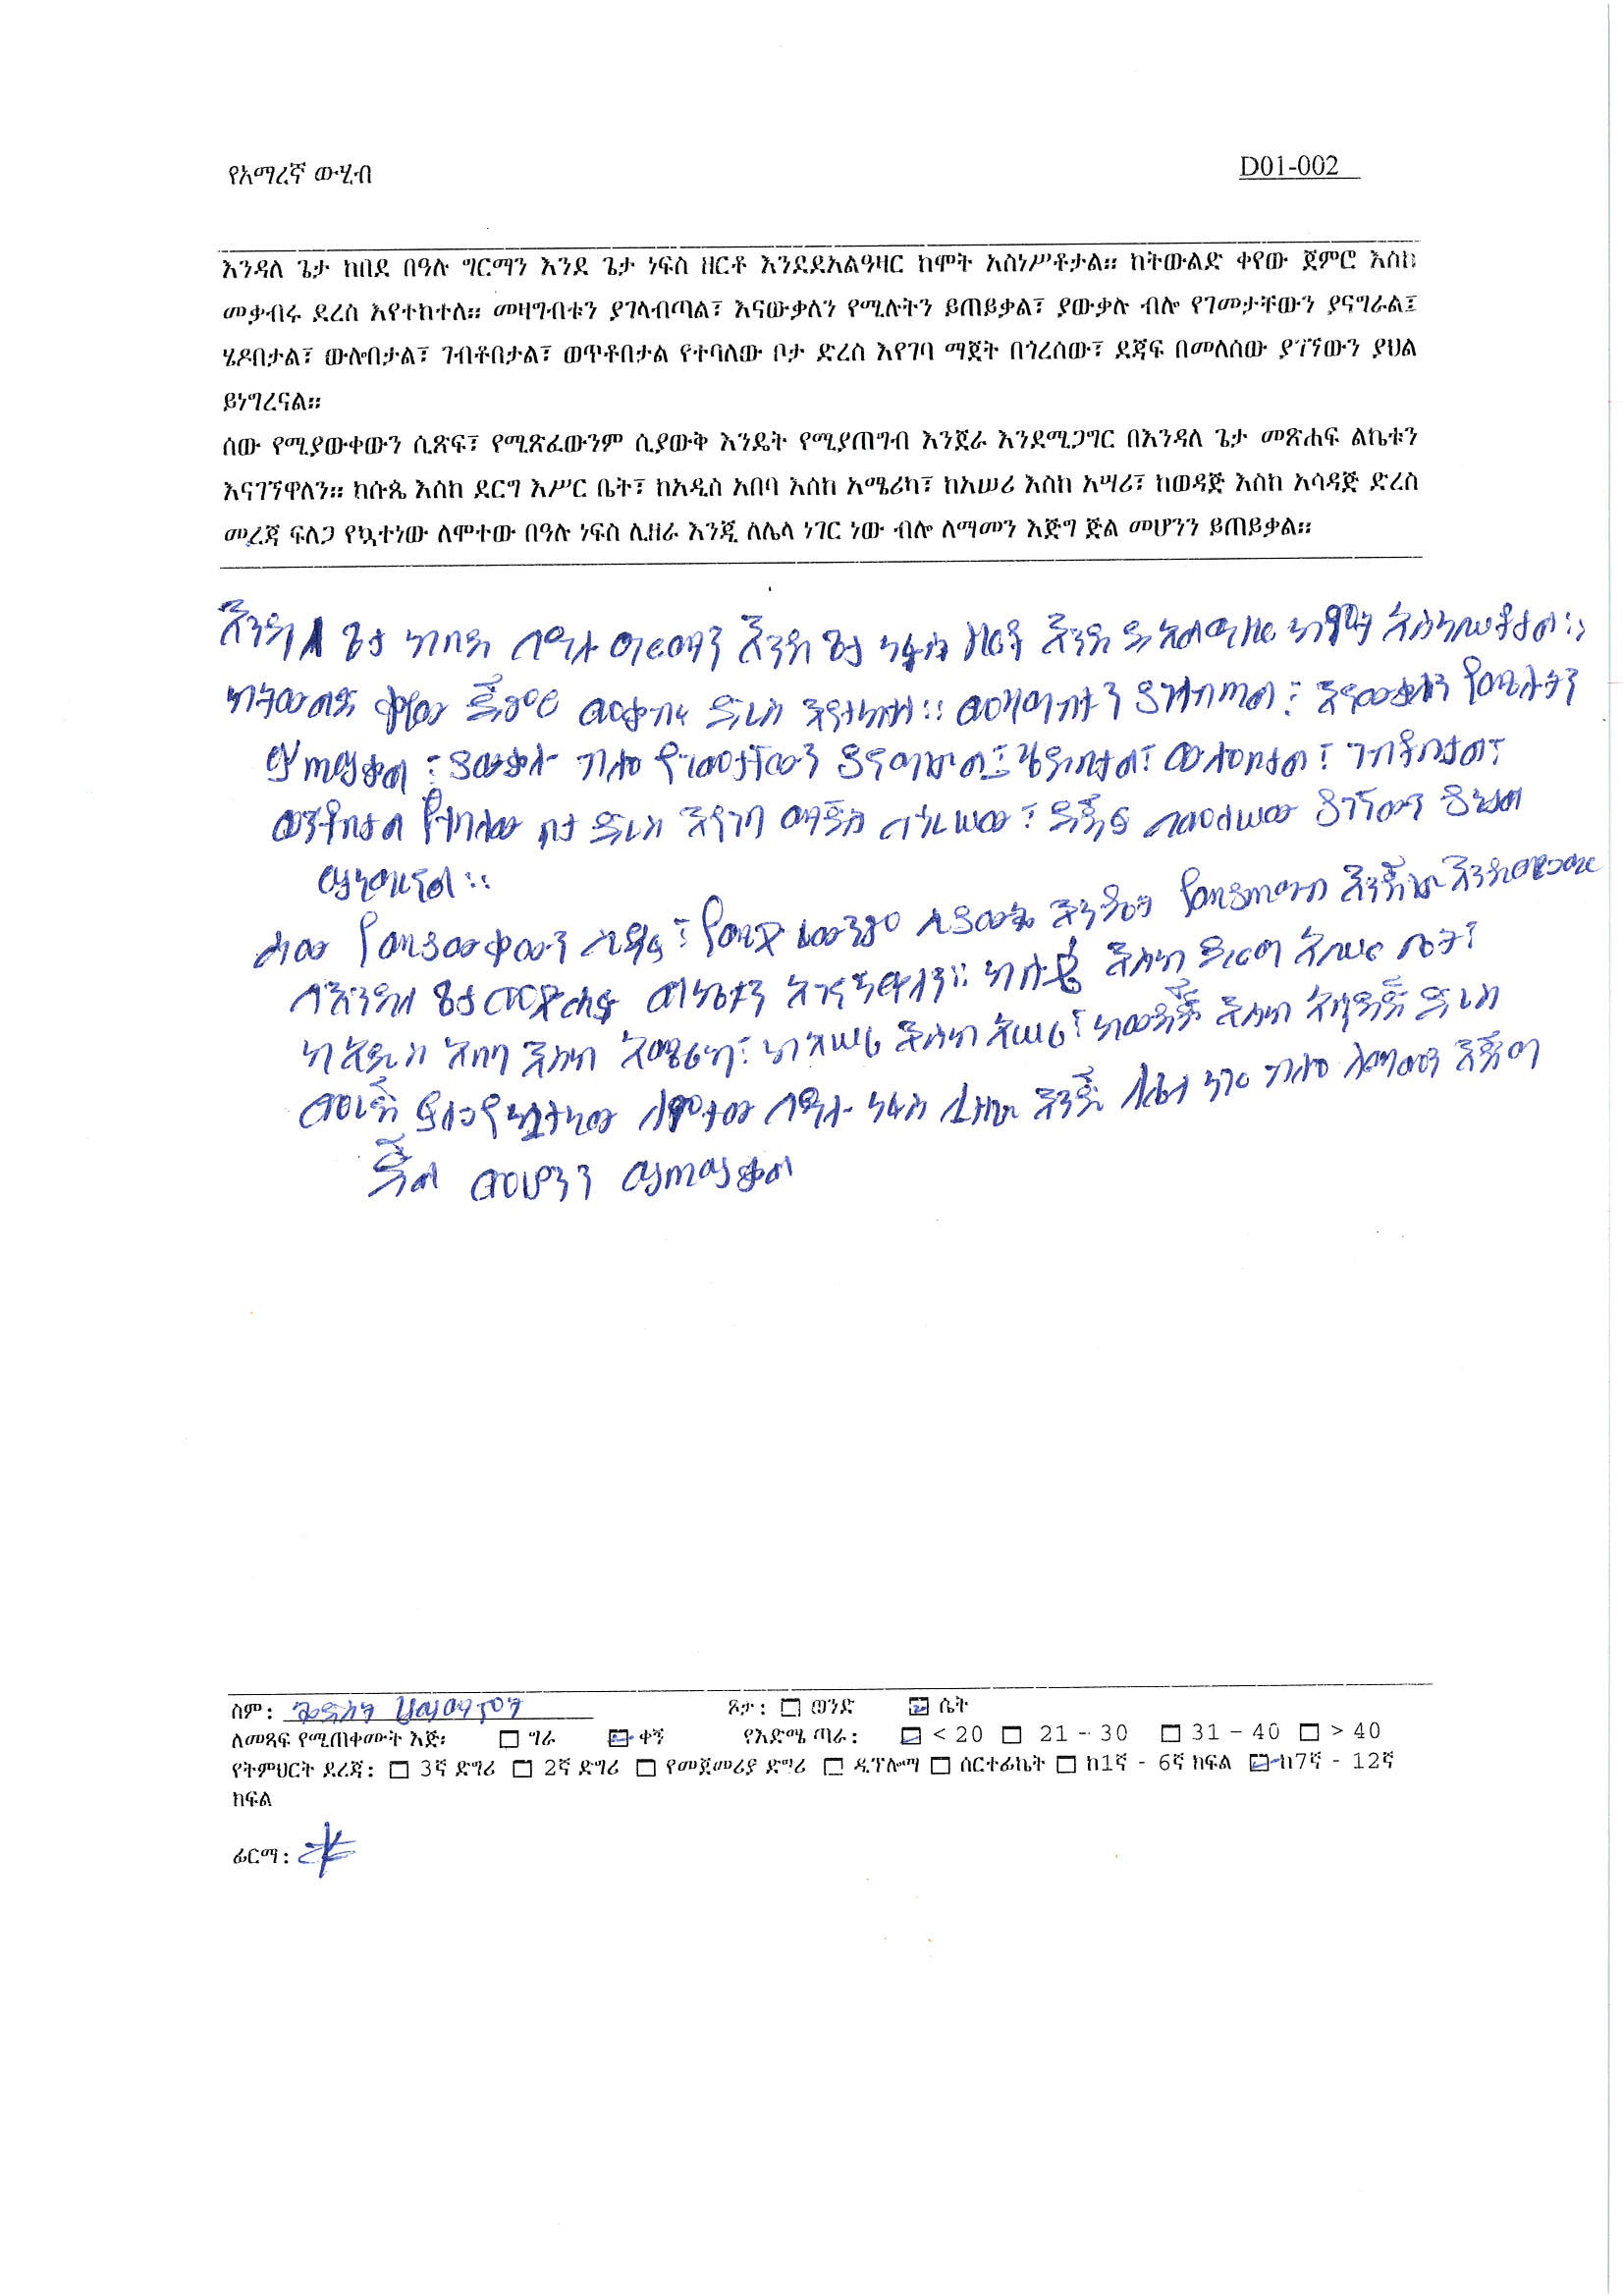 የአማረኛ ውሂብ
D01-002
እንዳለ ጌታ ከበደ በዓሉ ግርማን እንደ ጌታ ነፍስ ዘርቶ እንደደአልዓዛር ከሞት አስነሥቶታል። ከትውልድ ቀየው ጀምሮ እስከ
መቃብሩ ደረስ እየተከተለ። መዛግብቱን ያገላብጣል፣ እናውቃለን የሚሉትን ይጠይቃል፣ ያውቃሉ ብሎ የገመታቸውን ያናግራል፤
ሄዶበታል፣ ውሎበታል፣ ገብቶበታል፣ ወጥቶበታል የተባለው ቦታ ድረስ እየገባ ማጀት በጎረሰው፣ ደጃፍ በመለሰው ያገኘውን ያህል
ይነግረናል።
ሰው የሚያውቀውን ሲጽፍ፣ የሚጽፈውንም ሲያውቅ እንዴት የሚያጠግብ እንጀራ እንደሚጋግር በእንዳለ ጌታ መጽሐፍ ልኬቱን
እናገኘዋለን። ከሱጴ እስከ ደርግ እሥር ቤት፣ ከአዲስ አበባ እስከ አሜሪካ፣ ከአሠሪ እስከ አሣሪ፣ ከወዳጅ እስከ አሳዳጅ ድረስ
መረጃ ፍለጋ የኳተነው ለሞተው በዓሉ ነፍስ ሊዘራ እንጂ ለሌላ ነገር ነው ብሎ ለማመን እጅግ ጅል መሆንን ይጠይቃል።
እንዳለ ጌታ ከበደ በዓሉ ግርማን እንደ ጌታ ነፍስ ዘርቶ እንደ ደአልዓዛር ከሞት አስነሥቶታል።
ከትውልድ ቀየው ጀምሮ መቃብሩ ድረስ እየተከተለ። መዛግብቱን ያገላብጣል፣ እናውቃለን የሚሉትን
ይጠይቃል፣ ያውቃሉ ብሎ የገመታቸውን ያናግራል፤ ሄዶበታል፣ ውሎበታል፣ ገብቶበታል፣
ወጥቶበታል የተባለው ቦታ ድረስ እየገባ ማጀት በጎረሠው፣ ደጃፍ በመለሠው ያገኘውን ያህል
ይነግረናል።
ሰው የሚያውቀውን ሲጽፍ፣ የሚጽፈውንም ሲያውቅ እንዴት የሚያጠግብ እንጀራ እንደሚጋግር
በእንዳለ ጌታ መጽሐፍ ልኬቱን እናገኘዋለን። ከሱጴ እስከ ደርግ እሥር ቤት፣
ከአዲስ አበባ እስከ አሜሪካ፣ ከአሠሪ እስከ አሣሪ፣ ከወዳጅ እስከ አሳዳጅ ድረስ
መረጃ ፍለጋ የኳተነው ለሞተው በዓሉ ነፍስ ሊዘራ እንጂ ለሌላ ነገር ብሎ ለማመን እጅግ
ጅል መሆንን ይጠይቃል
ስም: ጾታ: ወንድ ሴት
ለመጻፍ የሚጠቀሙት እጅ፡ ግራ ቀኝ የእድሜ ጣራ: < 20 21 - 30 31 - 40 > 40
የትምህርት ደረጃ: 3ኛ ድግሪ 2ኛ ድግሪ የመጀመሪያ ድግሪ ዲፕሎማ ሰርተፊኬት ከ1ኛ - 6ኛ ክፍል ከ7ኛ - 12ኛ
ክፍል
ፊርማ: